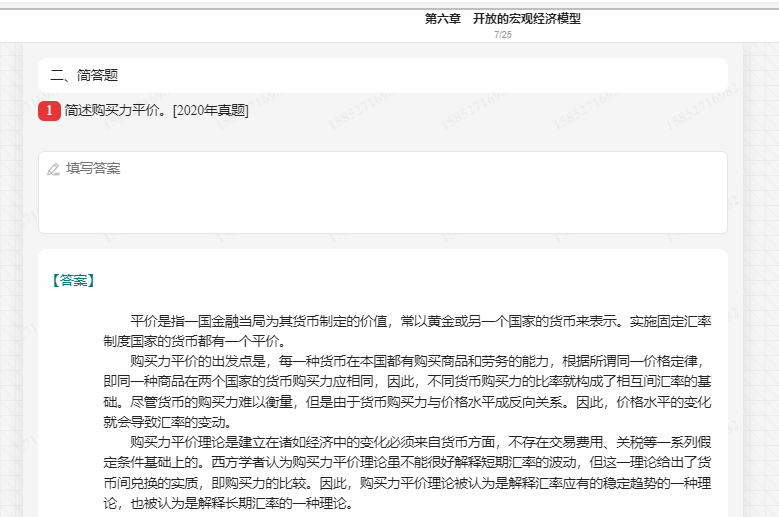 第六章 开放的宏观经济模型
7/25
二、简答题
1 简述购买力平价。[2020年真题]
填写答案
【答案】
平价是指一国金融当局为其货币制定的价值，常以黄金或另一个国家的货币来表示。实施固定汇率
制度国家的货币都有一个平价。
购买力平价的出发点是，每一种货币在本国都有购买商品和劳务的能力，根据所谓同一价格定律，
即同一种商品在两个国家的货币购买力应相同，因此，不同货币购买力的比率就构成了相互间汇率的基
础。尽管货币的购买力难以衡量，但是由于货币购买力与价格水平成反向关系。因此，价格水平的变化
就会导致汇率的变动。
购买力平价理论是建立在诸如经济中的变化必须来自货币方面，不存在交易费用、关税等一系列假
定条件基础上的。西方学者认为购买力平价理论虽不能很好解释短期汇率的波动，但这一理论给出了货
币间兑换的实质，即购买力的比较。因此，购买力平价理论被认为是解释汇率应有的稳定趋势的一种理
论，也被认为是解释长期汇率的一种理论。